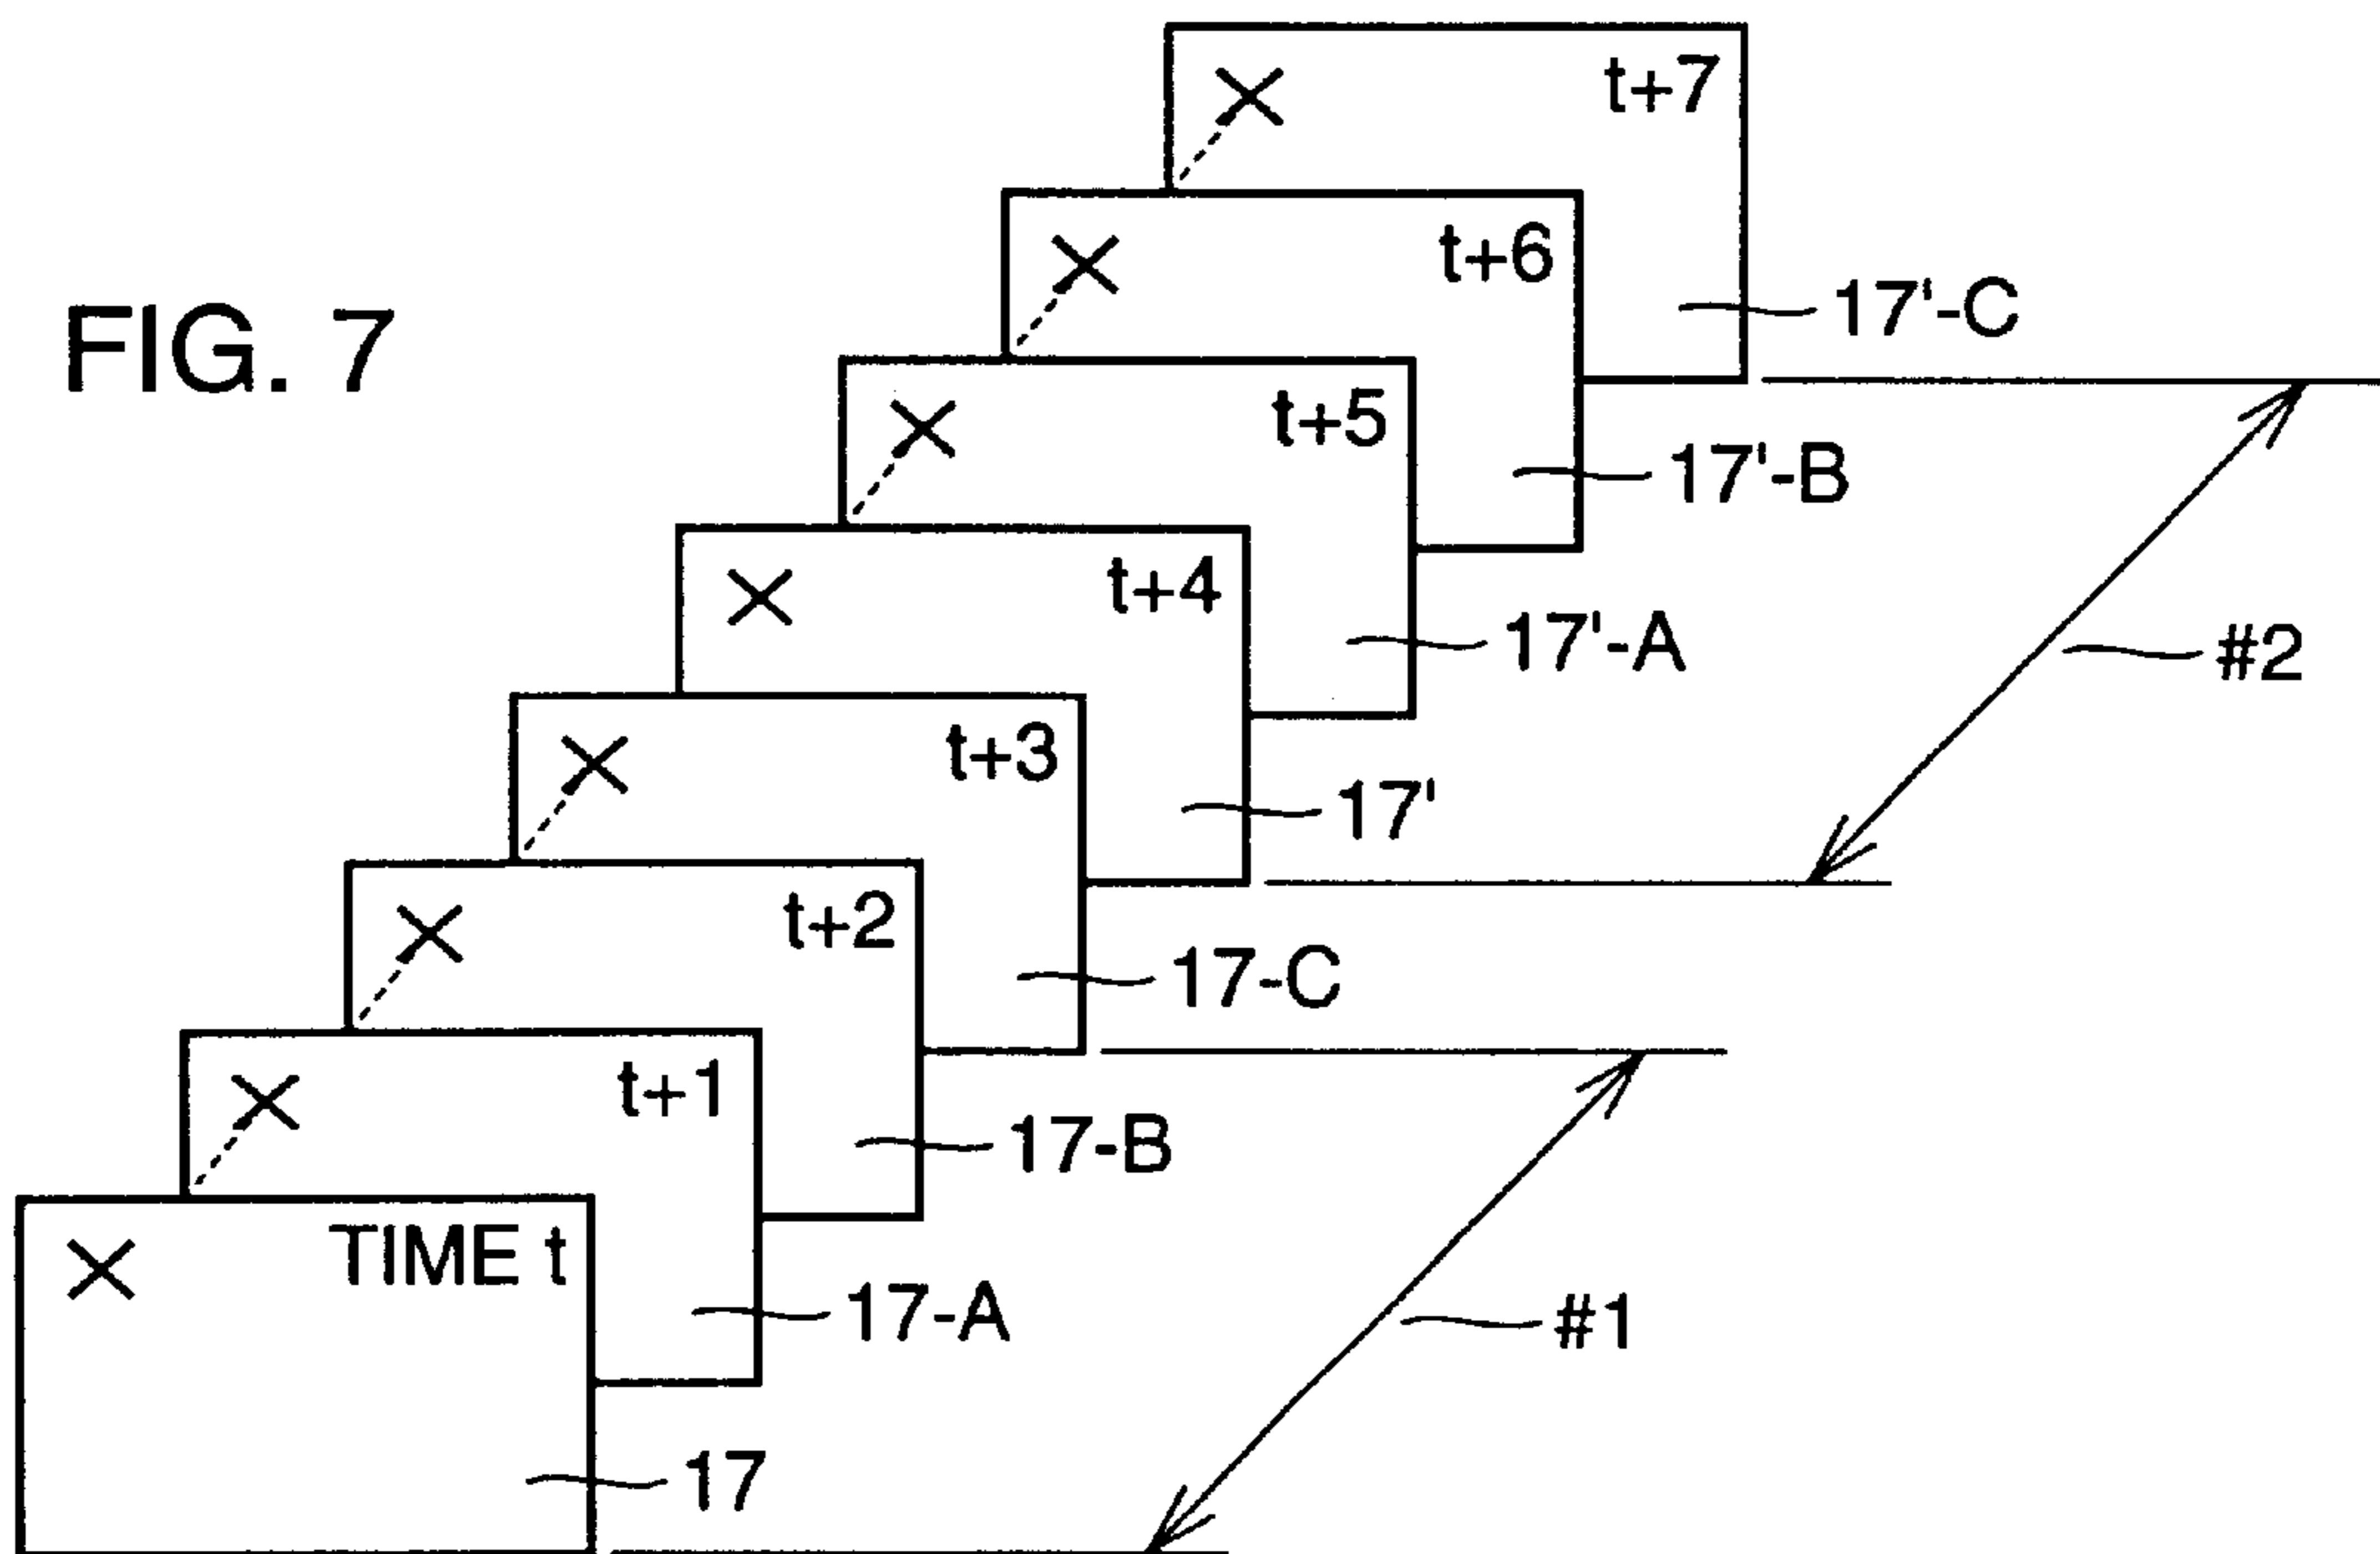 t+7
t+6
17'-C
FIG. 7
t+5
17'-B
t+4
17'-A
#2
t+3
17'
t+2
17-C
t+1
17-B
TIME t
17-A
#1
17